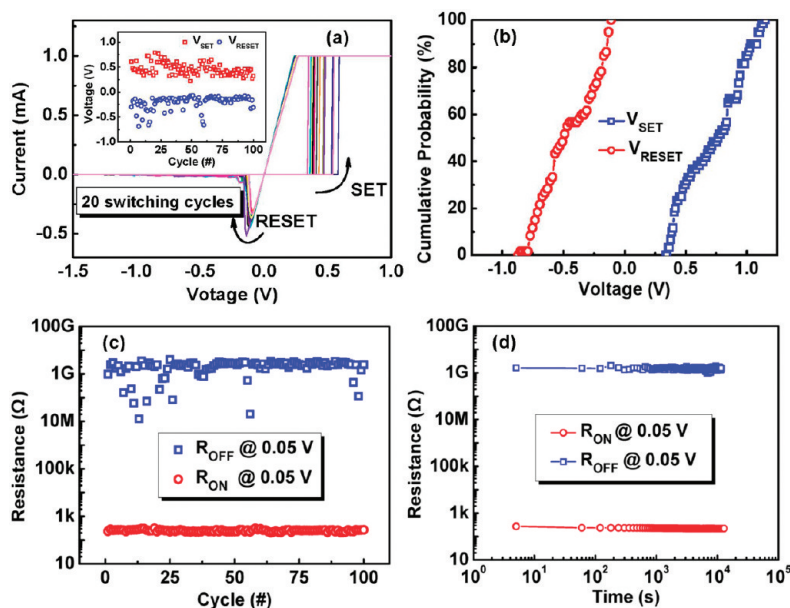 (a)
V_SET V_RESET
1.0
0.5
0.0
-0.5
-1.0
Voltage (V)
0 25 50 75 100
Cycle (#)
1.0
0.5
0.0
-0.5
Current (mA)
20 switching cycles
RESET
SET
-1.5 -1.0 -0.5 0.0 0.5 1.0
Votage (V)
(b)
100
80
60
40
20
0
Cumulative Probability (%)
V_SET
V_RESET
-1.0 -0.5 0.0 0.5 1.0
Voltage (V)
(c)
100G
1G
10M
100k
1k
10
Resistance (Ω)
R_OFF @ 0.05 V
R_ON @ 0.05 V
0 25 50 75 100
Cycle (#)
(d)
100G
1G
10M
100k
1k
10
Resistance (Ω)
R_ON @ 0.05 V
R_OFF @ 0.05 V
10^0 10^1 10^2 10^3 10^4 10^5
Time (s)